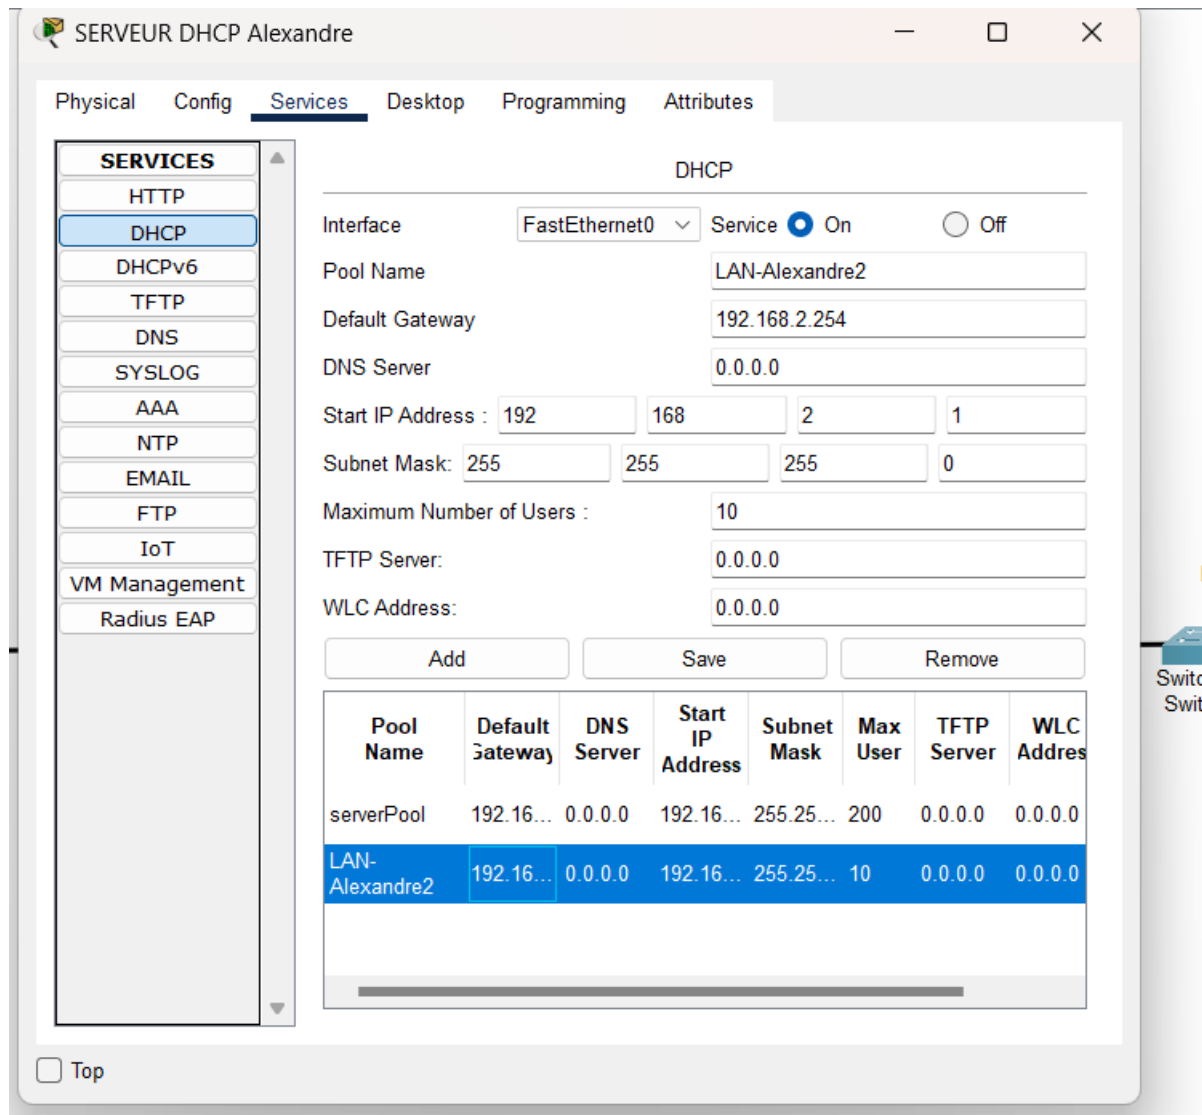 SERVEUR DHCP Alexandre
Physical Config Services Desktop Programming Attributes
SERVICES
HTTP
DHCP
DHCPv6
TFTP
DNS
SYSLOG
AAA
NTP
EMAIL
FTP
IoT
VM Management
Radius EAP
DHCP
Interface FastEthernet0 Service On Off
Pool Name LAN-Alexandre2
Default Gateway 192.168.2.254
DNS Server 0.0.0.0
Start IP Address : 192 168 2 1
Subnet Mask: 255 255 255 0
Maximum Number of Users : 10
TFTP Server: 0.0.0.0
WLC Address: 0.0.0.0
Add Save Remove
Pool Name Default Gateway DNS Server Start IP Address Subnet Mask Max User TFTP Server WLC Addres
serverPool 192.16... 0.0.0.0 192.16... 255.25... 200 0.0.0.0 0.0.0.0
LAN-Alexandre2 192.16... 0.0.0.0 192.16... 255.25... 10 0.0.0.0 0.0.0.0
Top
Switc
Swit